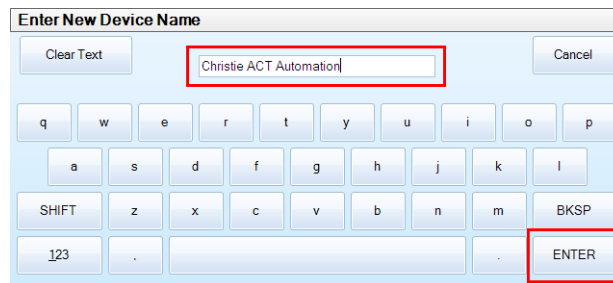 Enter New Device Name
Clear Text Christie ACT Automation Cancel
q w e r t y u i o p
a s d f g h j k l
SHIFT z x c v b n m BKSP
123 , . ENTER